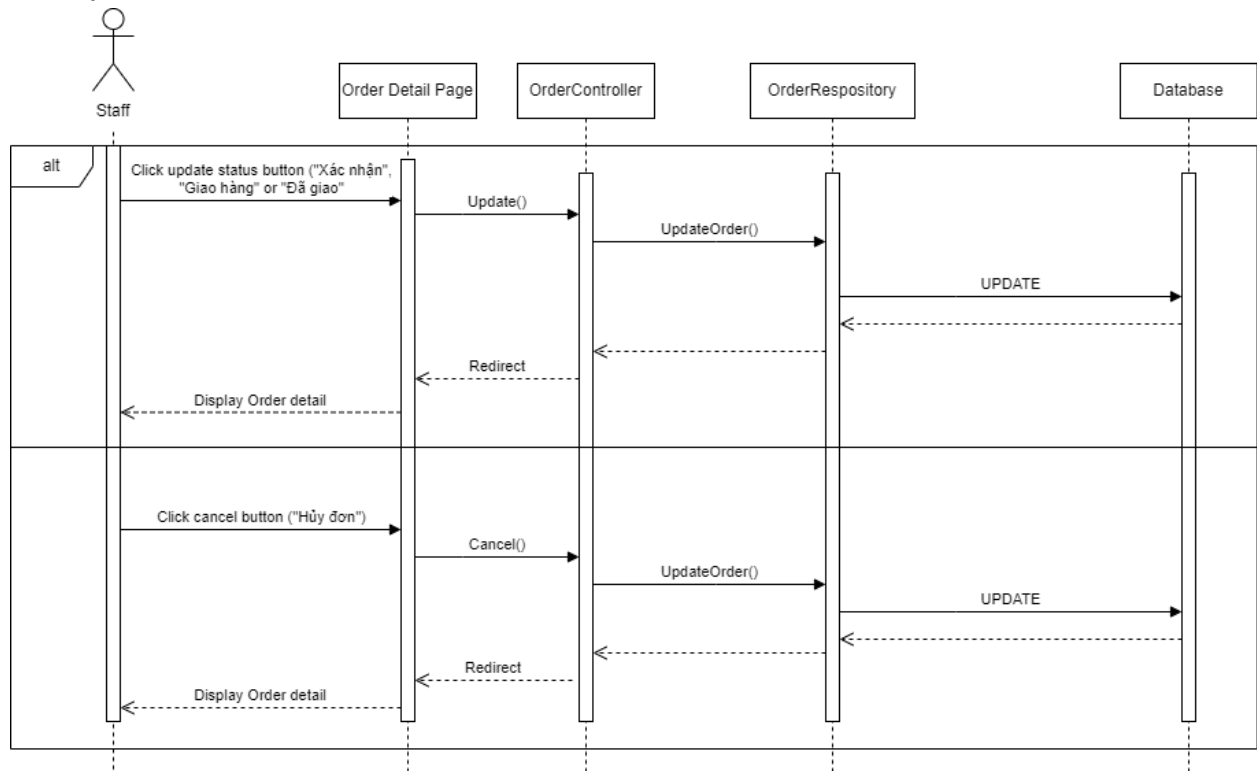 Staff
Order Detail Page
OrderController
OrderRespository
Database
alt
Click update status button ("Xác nhận",
"Giao hàng" or "Đã giao"
Update()
UpdateOrder()
UPDATE
Redirect
Display Order detail
Click cancel button ("Hủy đơn")
Cancel()
UpdateOrder()
UPDATE
Redirect
Display Order detail